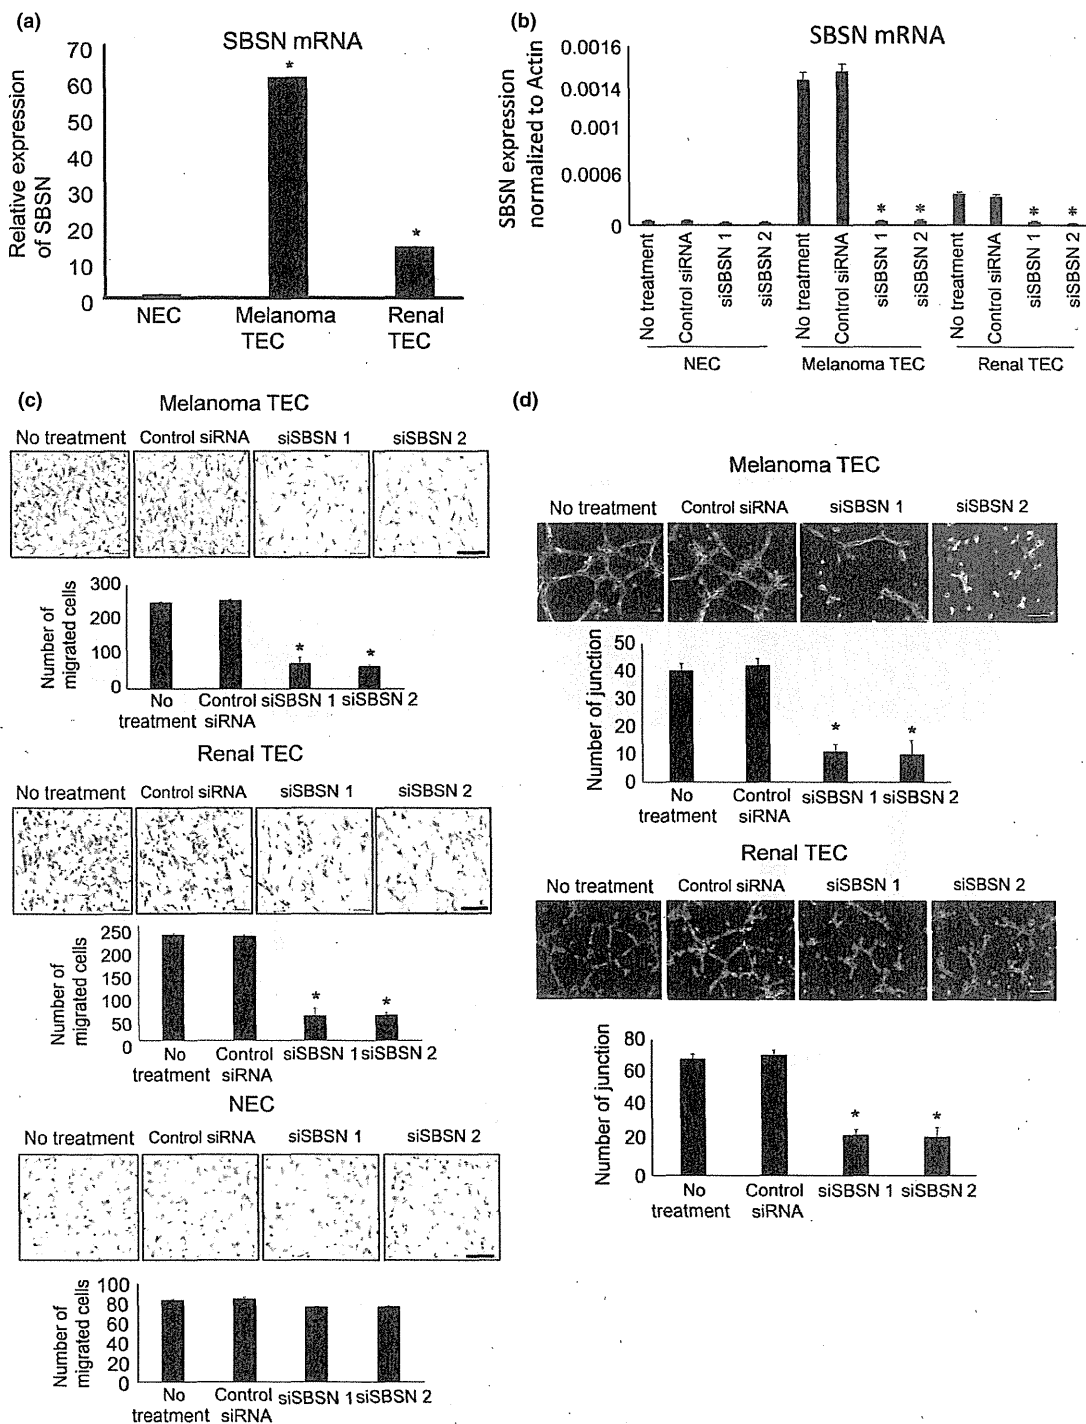 (a)
SBSN mRNA
Relative expression
of SBSN
70
60
50
40
30
20
10
0
*
*
NEC
Melanoma
TEC
Renal
TEC
(b)
SBSN mRNA
SBSN expression
normalized to Actin
0.0016
0.0014
0.001
0.0006
0
* * * *
No treatment
Control siRNA
siSBSN 1
siSBSN 2
No treatment
Control siRNA
siSBSN 1
siSBSN 2
No treatment
Control siRNA
siSBSN 1
siSBSN 2
NEC
Melanoma TEC
Renal TEC
(c)
Melanoma TEC
No treatment Control siRNA siSBSN 1 siSBSN 2
Number of
migrated cells
300
200
100
0
* *
No
treatment
Control
siRNA
siSBSN 1
siSBSN 2
Renal TEC
No treatment Control siRNA siSBSN 1 siSBSN 2
Number of
migrated cells
250
200
150
100
50
0
* *
No
treatment
Control
siRNA
siSBSN 1
siSBSN 2
NEC
No treatment Control siRNA siSBSN 1 siSBSN 2
Number of
migrated cells
100
80
60
40
20
0
No
treatment
Control
siRNA
siSBSN 1
siSBSN 2
(d)
Melanoma TEC
No treatment Control siRNA siSBSN 1 siSBSN 2
Number of junction
50
40
30
20
10
0
* *
No
treatment
Control
siRNA
siSBSN 1
siSBSN 2
Renal TEC
No treatment Control siRNA siSBSN 1 siSBSN 2
Number of junction
80
60
40
20
0
* *
No
treatment
Control
siRNA
siSBSN 1
siSBSN 2